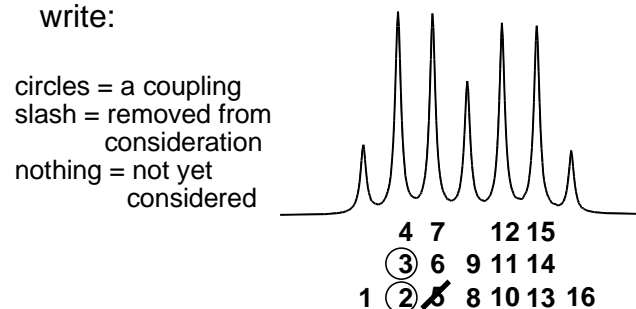 write:
circles = a coupling
slash = removed from
consideration
nothing = not yet
considered
4 7 12 15
3 6 9 11 14
1 2 5 8 10 13 16